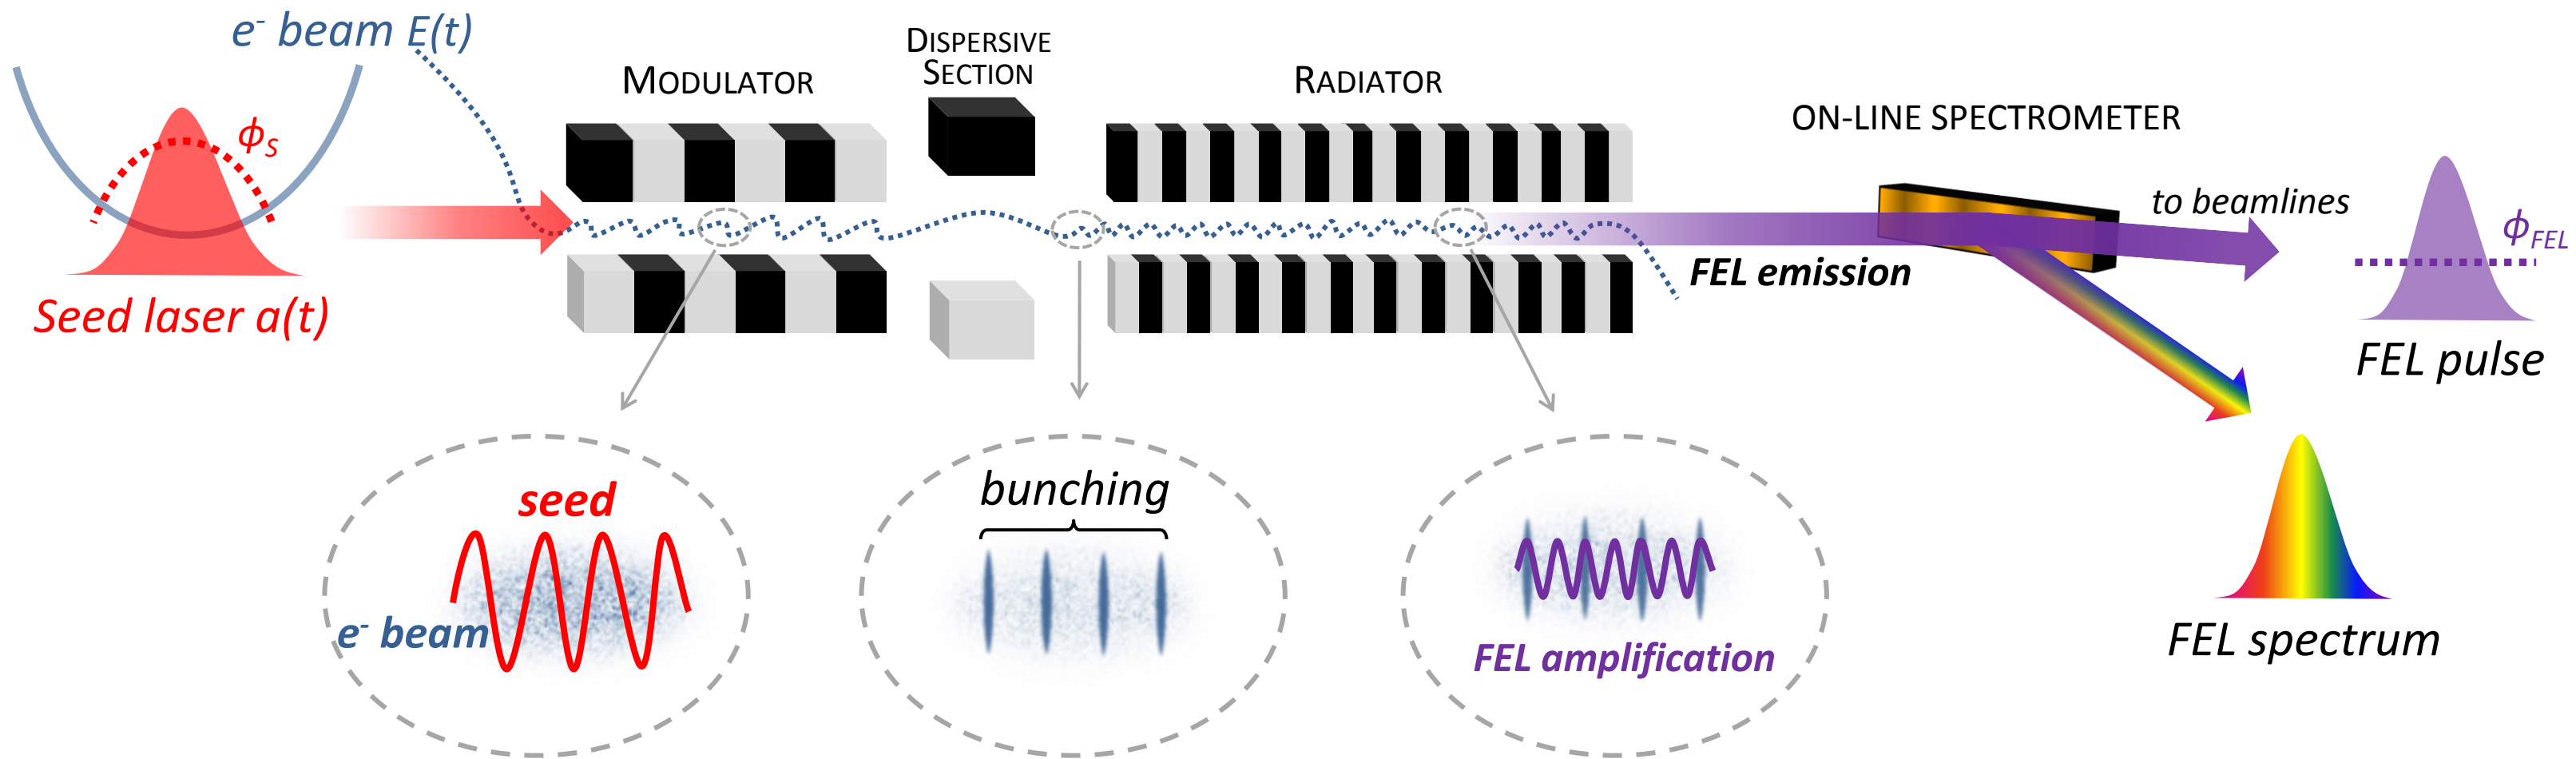 e⁻ beam E(t)
ϕS
Seed laser a(t)
MODULATOR
DISPERSIVE
SECTION
RADIATOR
ON-LINE SPECTROMETER
to beamlines
FEL emission
ϕFEL
FEL pulse
FEL spectrum
seed
e⁻ beam
bunching
FEL amplification